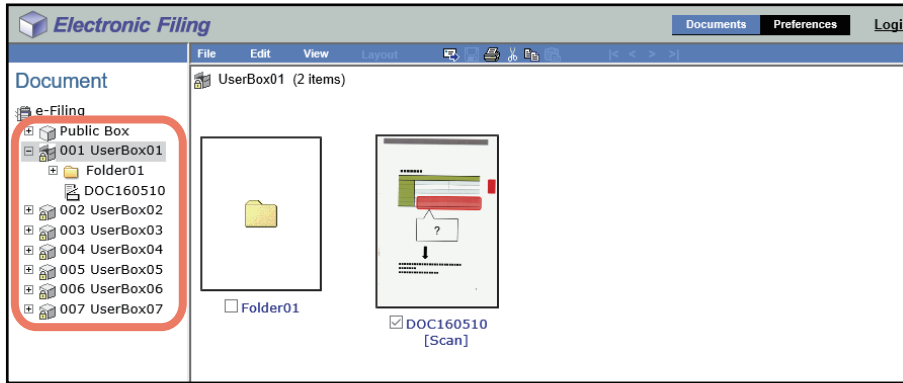 Electronic Filing
Documents Preferences
File Edit View Layout |< < > >|
Document
UserBox01 (2 items)
e-Filing
Public Box
001 UserBox01
Folder01
DOC160510
002 UserBox02
003 UserBox03
004 UserBox04
005 UserBox05
006 UserBox06
007 UserBox07
?
Folder01
DOC160510
[Scan]